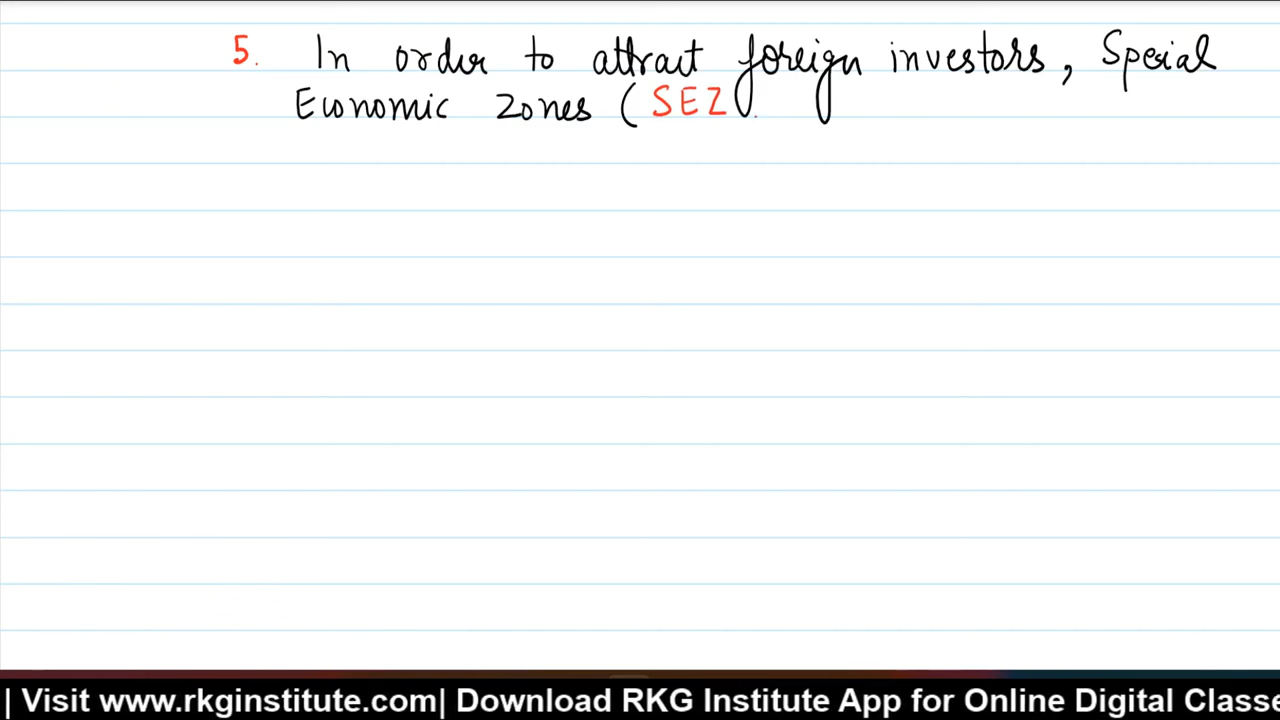 5. In order to attract foreign investors, Special
Economic Zones (SEZ
| Visit www.rkginstitute.com| Download RKG Institute App for Online Digital Classe